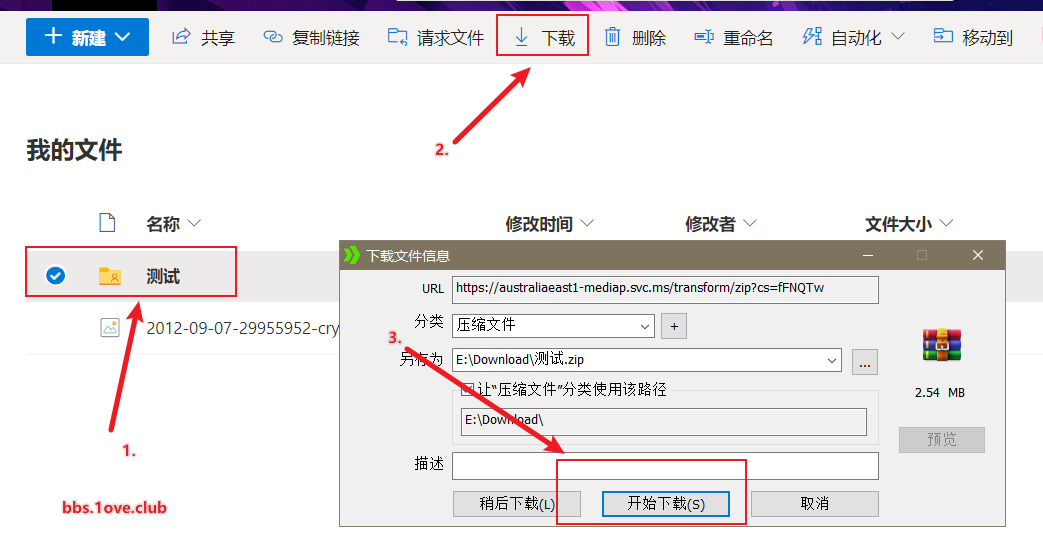 2.
新建 共享 复制链接 请求文件 下载 删除 重命名 自动化 移动到
我的文件
名称 修改时间 修改者 文件大小
测试
2012-09-07-29955952-cry
下载文件信息
URL https://australiaeast1-mediap.svc.ms/transform/zip?cs=fFNQTw
分类 压缩文件 +
3.
另存为 E:\Download\测试.zip ...
让“压缩文件”分类使用该路径
2.54 MB
E:\Download\
预览
描述
稍后下载(L) 开始下载(S) 取消
1.
bbs.1ove.club